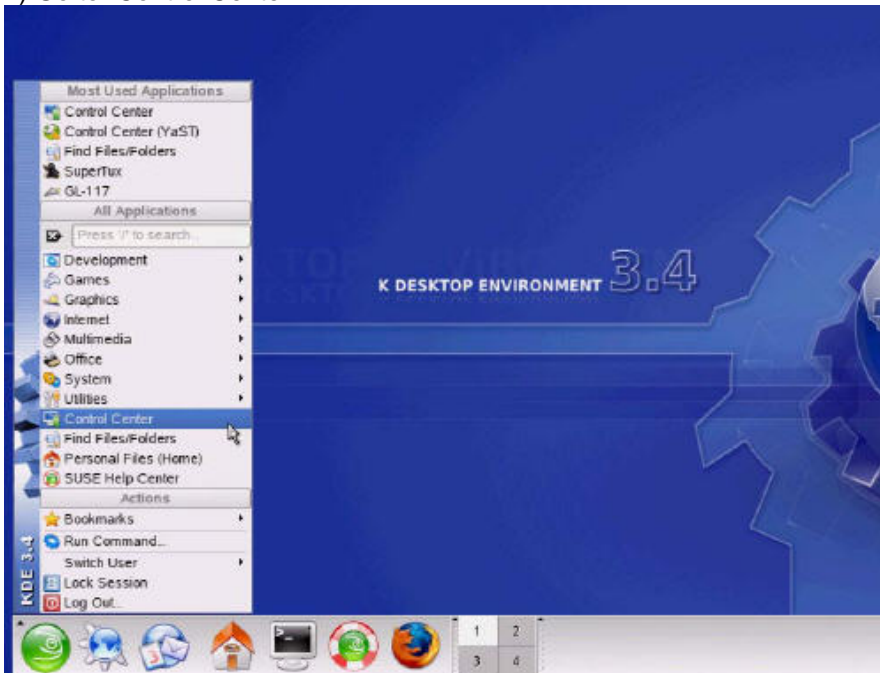 Most Used Applications
Control Center
Control Center (YaST)
Find Files/Folders
SuperTux
GL-117
All Applications
Press '/' to search...
Development
Games
Graphics
Internet
Multimedia
Office
System
Utilities
Control Center
Find Files/Folders
Personal Files (Home)
SUSE Help Center
Actions
Bookmarks
Run Command...
Switch User
Lock Session
Log Out...
KDE 3.4
K DESKTOP ENVIRONMENT 3.4
1 2
3 4